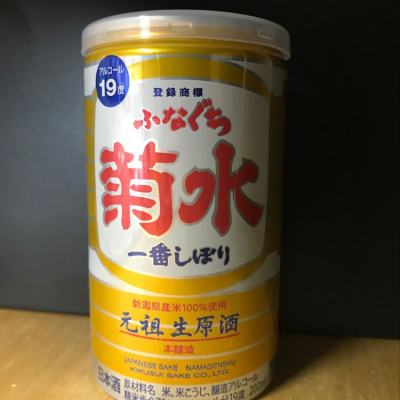 アルコール
19度
登録商標
ふなぐち
菊水
一番しぼり
新潟県産米100%使用
元祖生原酒
本醸造
JAPANESE SAKE NAMAGENSHU
KIKUSUI SAKE CO., LTD.
日本酒
原材料名 米、米こうじ、醸造アルコール